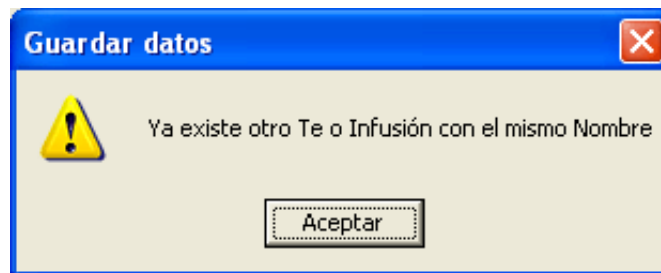 Guardar datos
Ya existe otro Te o Infusión con el mismo Nombre
Aceptar